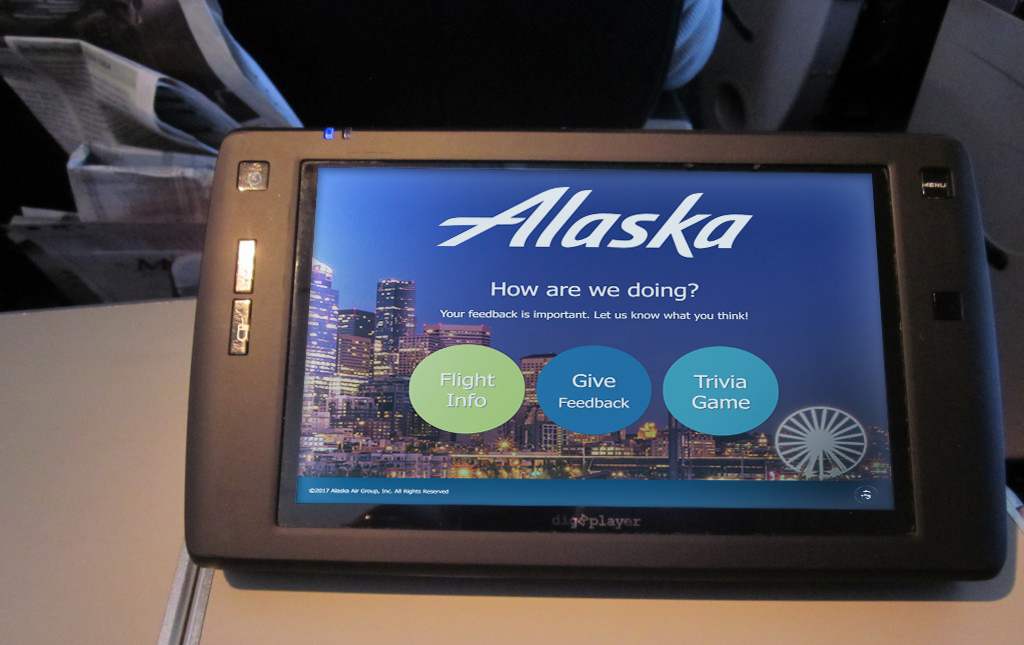 MENU
Alaska
How are we doing?
Your feedback is important. Let us know what you think!
Flight
Info
Give
Feedback
Trivia
Game
©2017 Alaska Air Group, Inc. All Rights Reserved
digEplayer